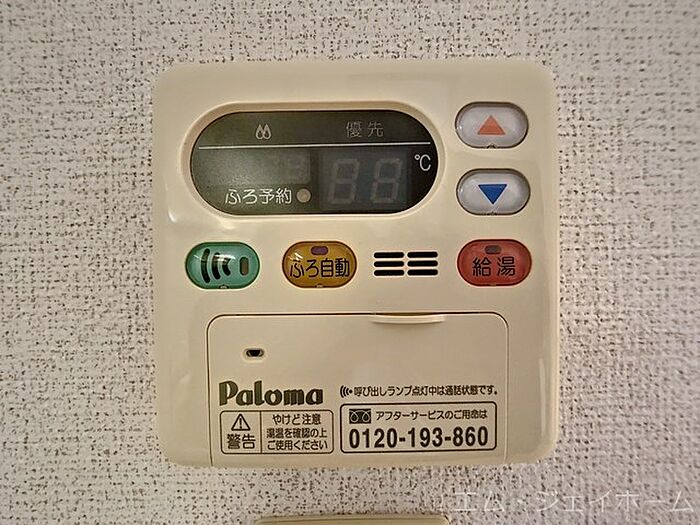 優先
88 88 ℃
ふろ予約
ふろ自動
給湯
Paloma
呼び出しランプ点灯中は通話状態です。
警告
やけど注意
湯温を確認の上
ご使用ください
アフターサービスのご用命は
0120-193-860
エム・ジェイホーム